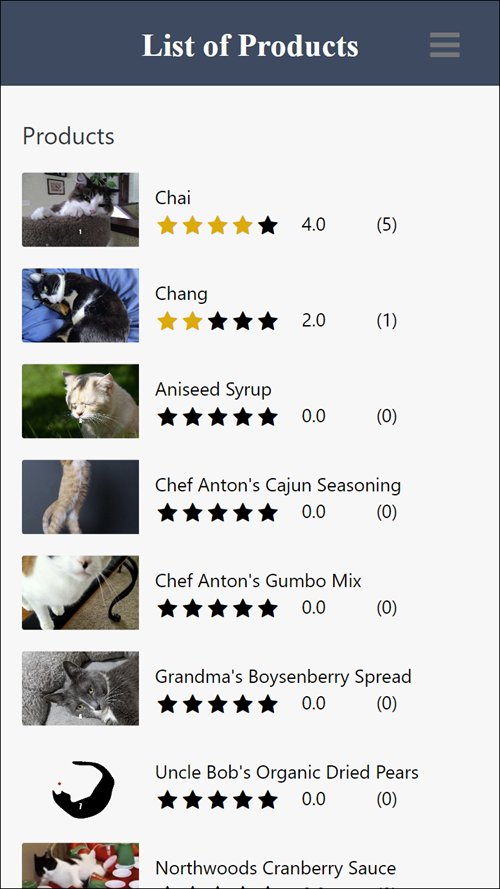 List of Products
Products
Chai
4.0 (5)
Chang
2.0 (1)
Aniseed Syrup
0.0 (0)
Chef Anton's Cajun Seasoning
0.0 (0)
Chef Anton's Gumbo Mix
0.0 (0)
Grandma's Boysenberry Spread
0.0 (0)
Uncle Bob's Organic Dried Pears
0.0 (0)
Northwoods Cranberry Sauce